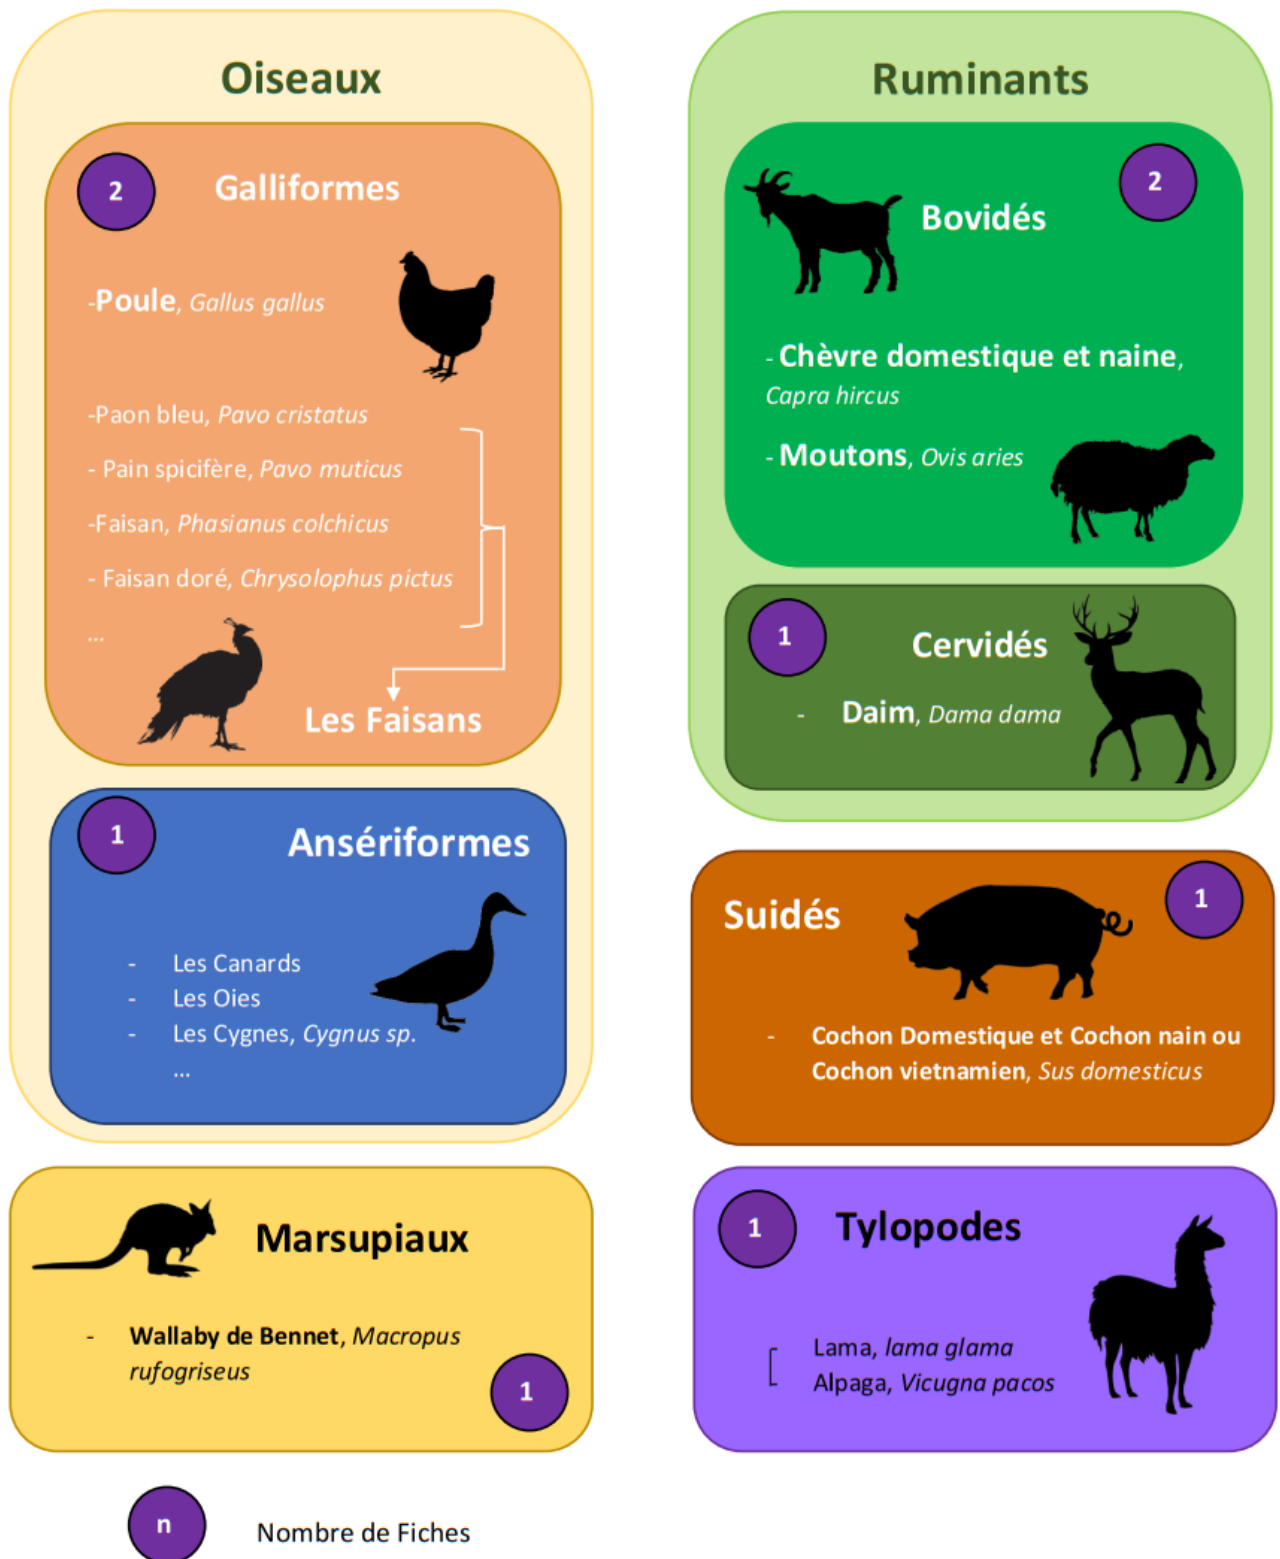 Oiseaux
2
Galliformes
-Poule, Gallus gallus
-Paon bleu, Pavo cristatus
- Pain spicifère, Pavo muticus
-Faisan, Phasianus colchicus
- Faisan doré, Chrysolophus pictus
...
Les Faisans
1
Ansériformes
- Les Canards
- Les Oies
- Les Cygnes, Cygnus sp.
...
Marsupiaux
- Wallaby de Bennet, Macropus
rufogriseus
1
Ruminants
2
Bovidés
- Chèvre domestique et naine,
Capra hircus
- Moutons, Ovis aries
1
Cervidés
- Daim, Dama dama
Suidés
1
- Cochon Domestique et Cochon nain ou
Cochon vietnamien, Sus domesticus
1
Tylopodes
Lama, lama glama
Alpaga, Vicugna pacos
n
Nombre de Fiches